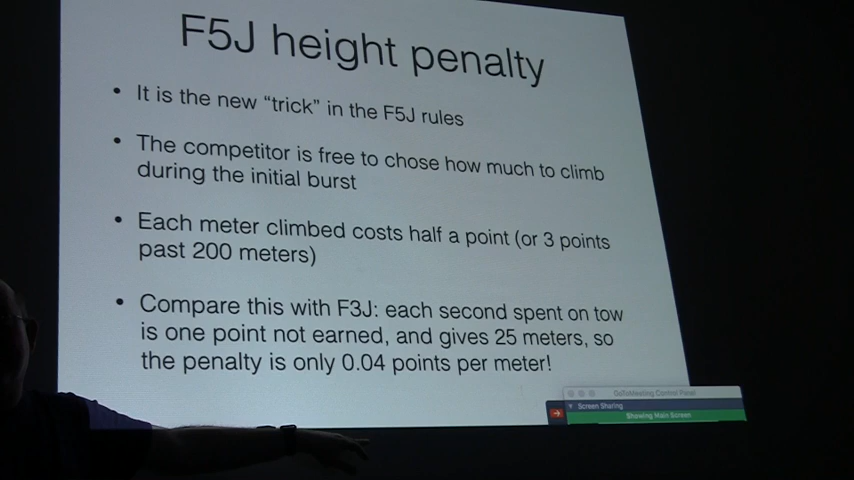 F5J height penalty
• It is the new “trick” in the F5J rules
• The competitor is free to chose how much to climb
during the initial burst
• Each meter climbed costs half a point (or 3 points
past 200 meters)
• Compare this with F3J: each second spent on tow
is one point not earned, and gives 25 meters, so
the penalty is only 0.04 points per meter!
GoToMeeting Control Panel
Screen Sharing
Showing Main Screen